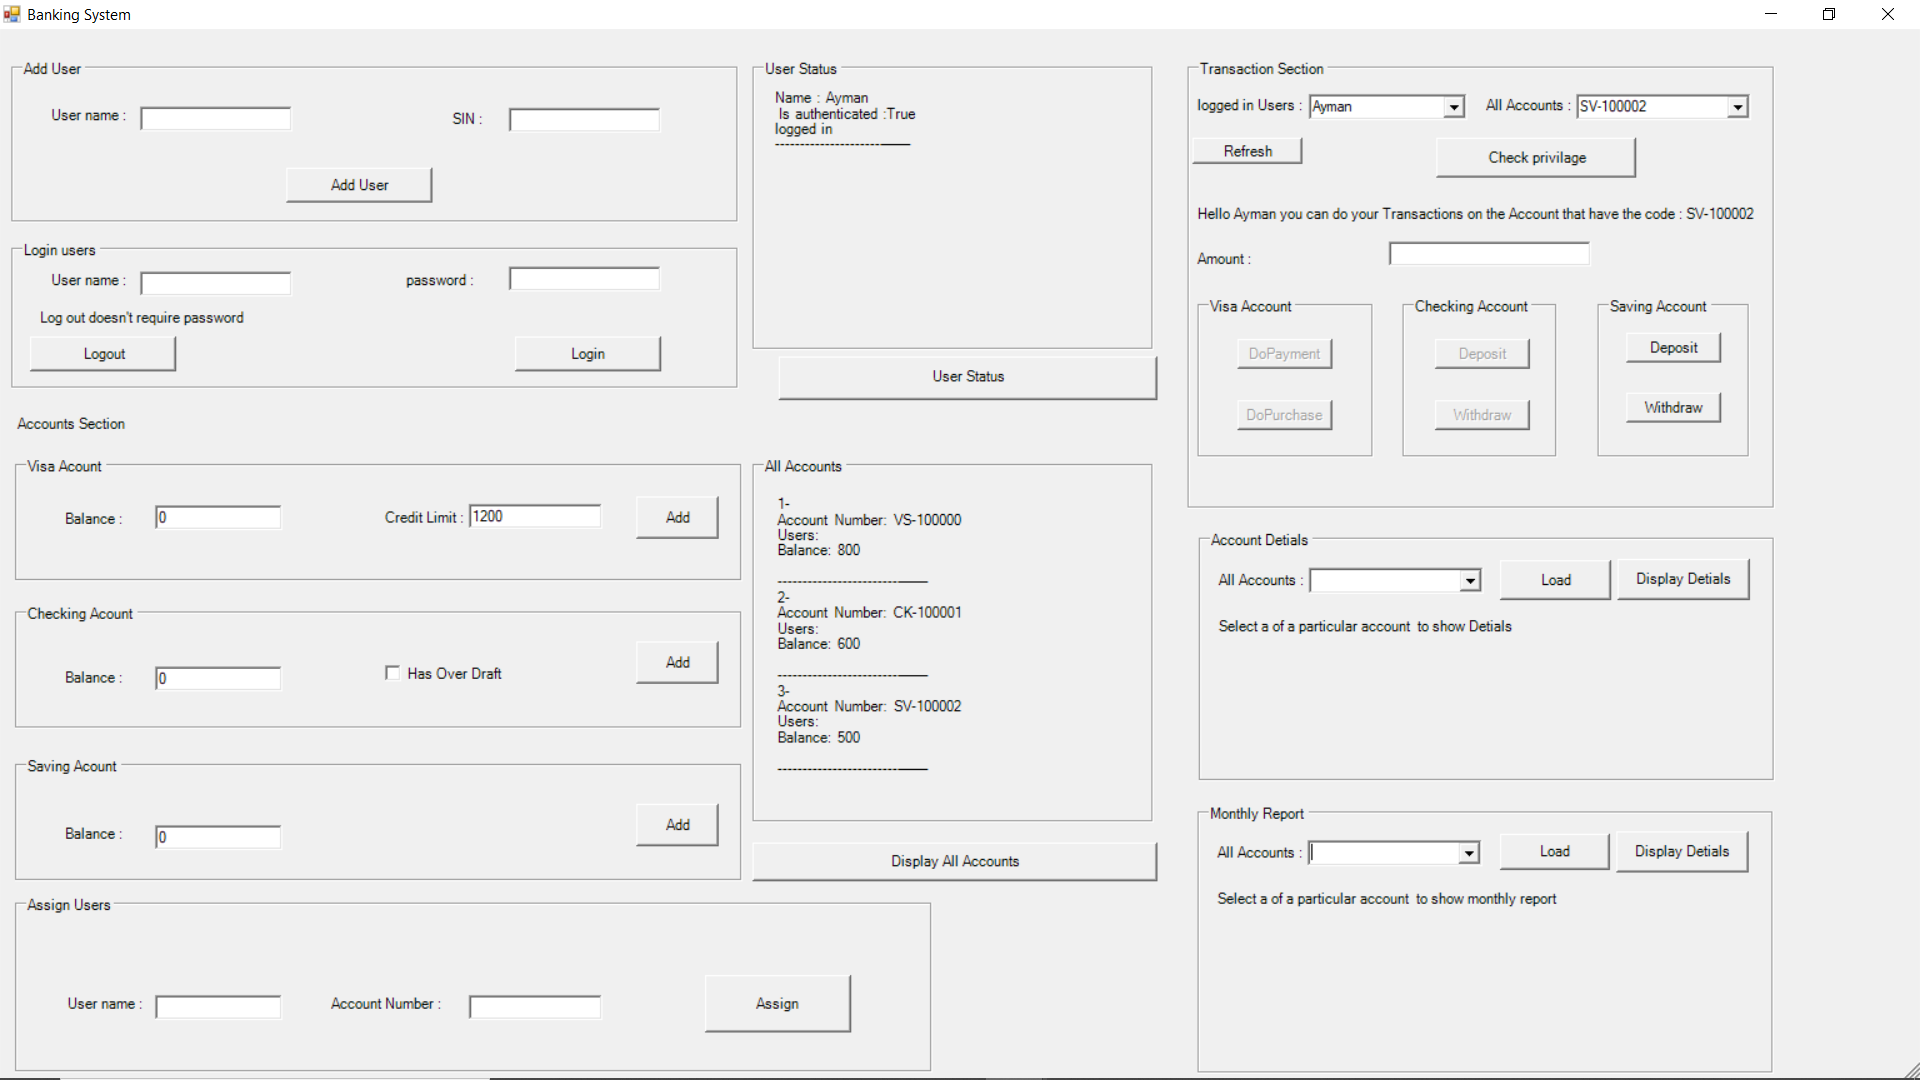 Banking System
Add User
User name :
SIN :
Add User
Login users
User name :
password :
Log out doesn't require password
Logout
Login
Accounts Section
Visa Acount
Balance :
0
Credit Limit :
1200
Add
Checking Acount
Balance :
0
Has Over Draft
Add
Saving Acount
Balance :
0
Add
Assign Users
User name :
Account Number :
Assign
User Status
Name : Ayman
Is authenticated :True
logged in
User Status
All Accounts
1-
Account Number: VS-100000
Users:
Balance: 800
2-
Account Number: CK-100001
Users:
Balance: 600
3-
Account Number: SV-100002
Users:
Balance: 500
Display All Accounts
Transaction Section
logged in Users :
Ayman
All Accounts :
SV-100002
Refresh
Check privilage
Hello Ayman you can do your Transactions on the Account that have the code : SV-100002
Amount :
Visa Account
DoPayment
DoPurchase
Checking Account
Deposit
Withdraw
Saving Account
Deposit
Withdraw
Account Detials
All Accounts :
Load
Display Detials
Select a of a particular account to show Detials
Monthly Report
All Accounts :
Load
Display Detials
Select a of a particular account to show monthly report